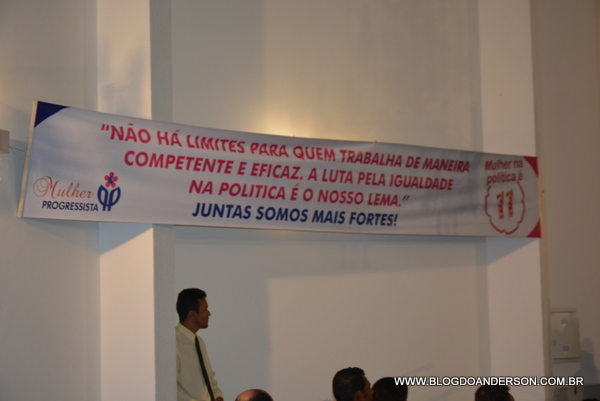 "NÃO HÁ LIMITES PARA QUEM TRABALHA DE MANEIRA
COMPETENTE E EFICAZ. A LUTA PELA IGUALDADE
NA POLITICA É O NOSSO LEMA."
JUNTAS SOMOS MAIS FORTES!
Mulher
PROGRESSISTA
Mulher na
política é
11
WWW.BLOGDOANDERSON.COM.BR